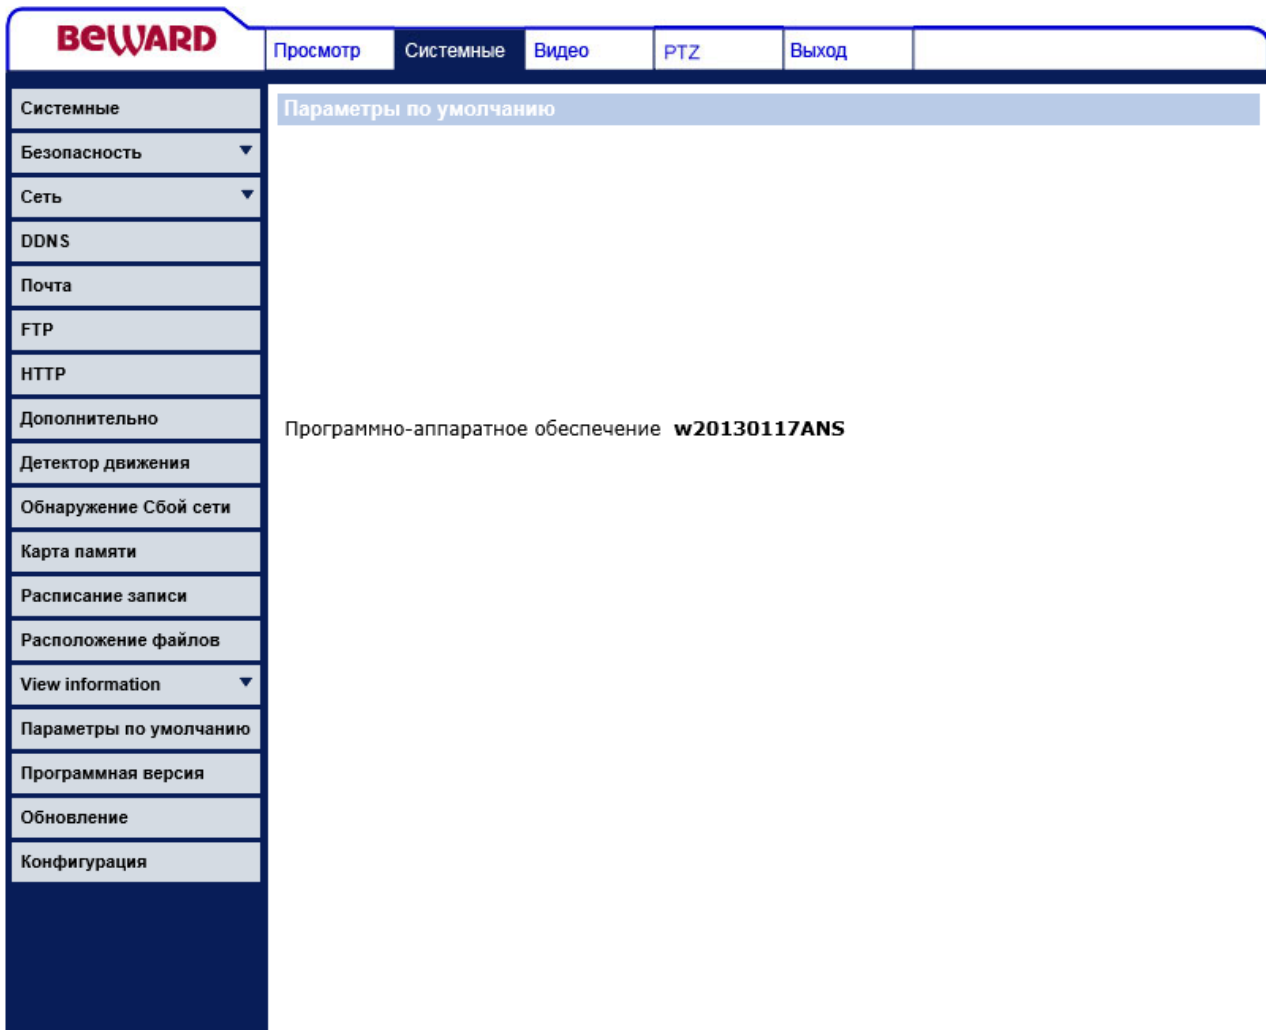 BEWARD
Просмотр Системные Видео PTZ Выход
Системные
Параметры по умолчанию
Безопасность
Сеть
DDNS
Почта
FTP
HTTP
Дополнительно
Программно-аппаратное обеспечение w20130117ANS
Детектор движения
Обнаружение Сбой сети
Карта памяти
Расписание записи
Расположение файлов
View information
Параметры по умолчанию
Программная версия
Обновление
Конфигурация